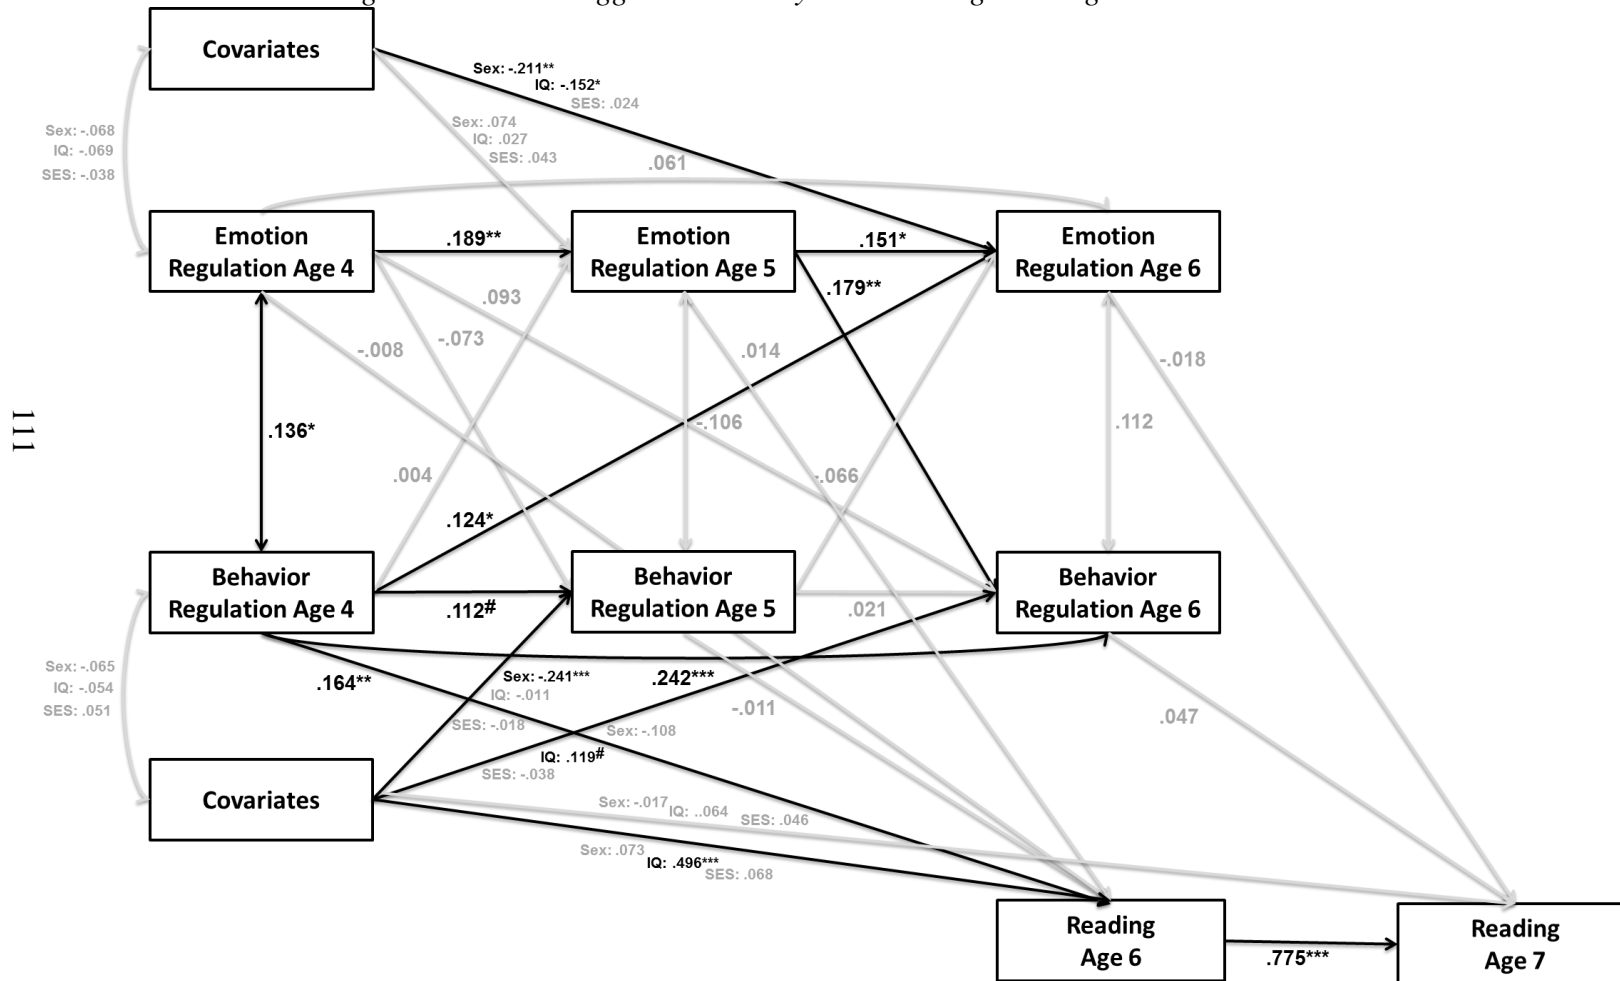 Covariates
Sex: -.211**
IQ: -.152*
SES: .024
Sex: .074
IQ: .027
SES: .043
Sex: -.068
IQ: -.069
SES: -.038
.061
Emotion
Regulation Age 4
.189**
Emotion
Regulation Age 5
.151*
Emotion
Regulation Age 6
.179**
.093
-.073
-.008
.014
-.018
111
.136*
-.106
.112
.004
-.066
.124*
Behavior
Regulation Age 4
.112#
Behavior
Regulation Age 5
.021
Behavior
Regulation Age 6
Sex: -.065
IQ: -.054
SES: .051
.164**
Sex: -.241***
IQ: -.011
SES: -.018
.242***
-.011
.047
Sex: -.108
IQ: .119#
SES: -.038
Covariates
Sex: -.017
IQ: ..064
SES: .046
Sex: .073
IQ: .496***
SES: .068
Reading
Age 6
.775***
Reading
Age 7